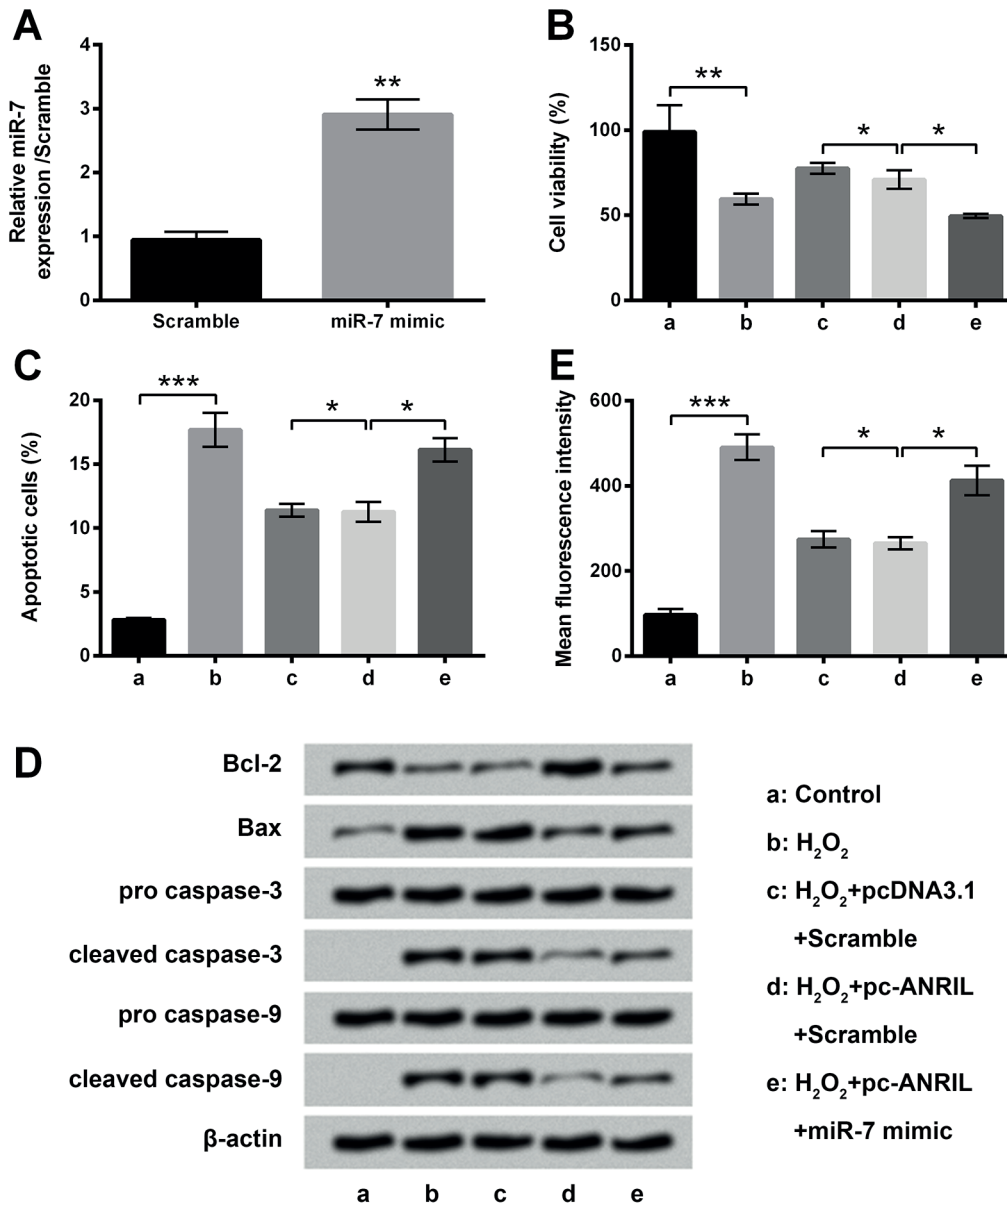 A
Relative miR-7
expression /Scramble
4
3
2
1
0
**
Scramble
miR-7 mimic
B
Cell viability (%)
150
100
50
0
**
*
*
a
b
c
d
e
C
Apoptotic cells (%)
20
15
10
5
0
***
*
*
a
b
c
d
e
E
Mean fluorescence intensity
600
400
200
0
***
*
*
a
b
c
d
e
D
Bcl-2
Bax
pro caspase-3
cleaved caspase-3
pro caspase-9
cleaved caspase-9
β-actin
a b c d e
a: Control
b: H₂O₂
c: H₂O₂+pcDNA3.1
+Scramble
d: H₂O₂+pc-ANRIL
+Scramble
e: H₂O₂+pc-ANRIL
+miR-7 mimic